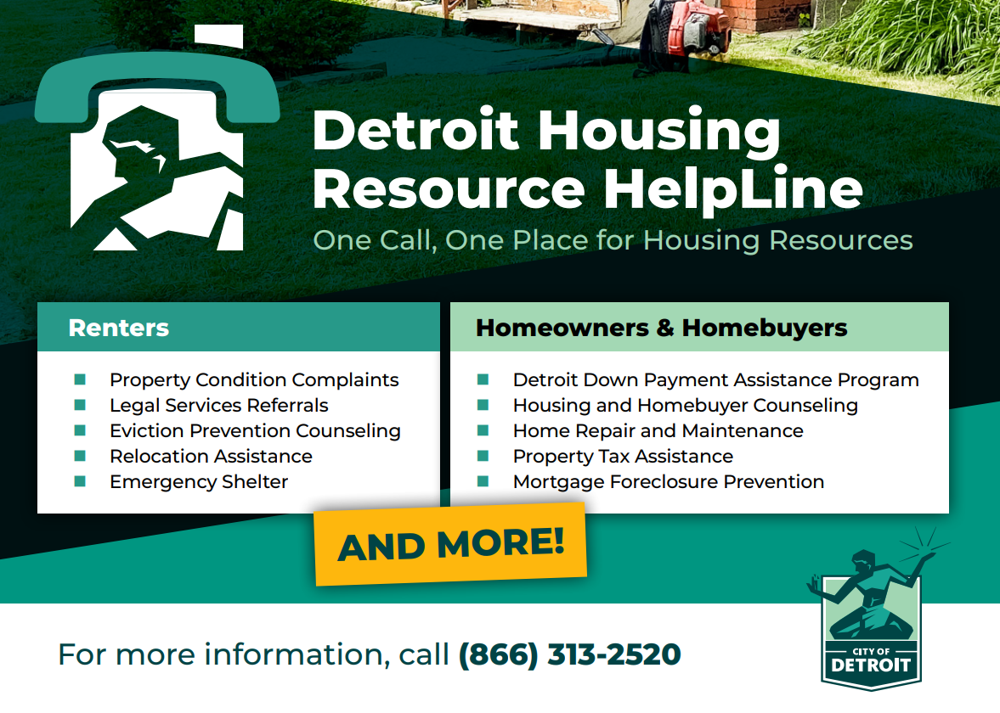 Detroit Housing
Resource HelpLine
One Call, One Place for Housing Resources
Renters
Property Condition Complaints
Legal Services Referrals
Eviction Prevention Counseling
Relocation Assistance
Emergency Shelter
Homeowners & Homebuyers
Detroit Down Payment Assistance Program
Housing and Homebuyer Counseling
Home Repair and Maintenance
Property Tax Assistance
Mortgage Foreclosure Prevention
AND MORE!
For more information, call (866) 313-2520
CITY OF
DETROIT